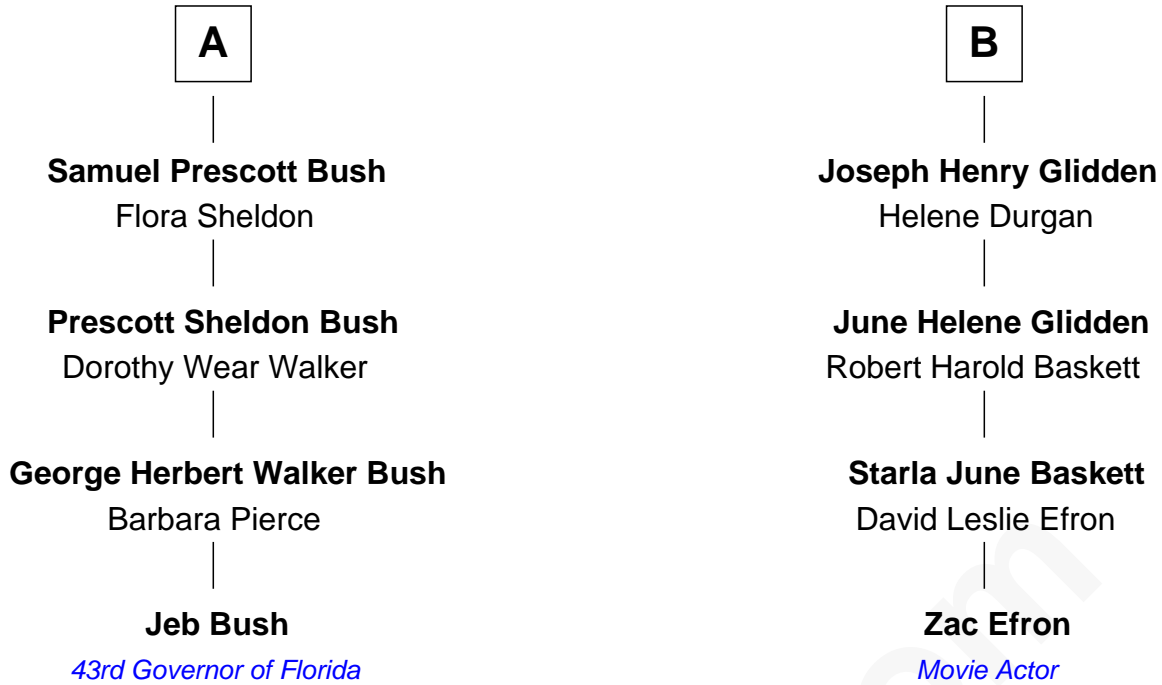 A
Samuel Prescott Bush
Flora Sheldon
Prescott Sheldon Bush
Dorothy Wear Walker
George Herbert Walker Bush
Barbara Pierce
Jeb Bush
43rd Governor of Florida
B
Joseph Henry Glidden
Helene Durgan
June Helene Glidden
Robert Harold Baskett
Starla June Baskett
David Leslie Efron
Zac Efron
Movie Actor